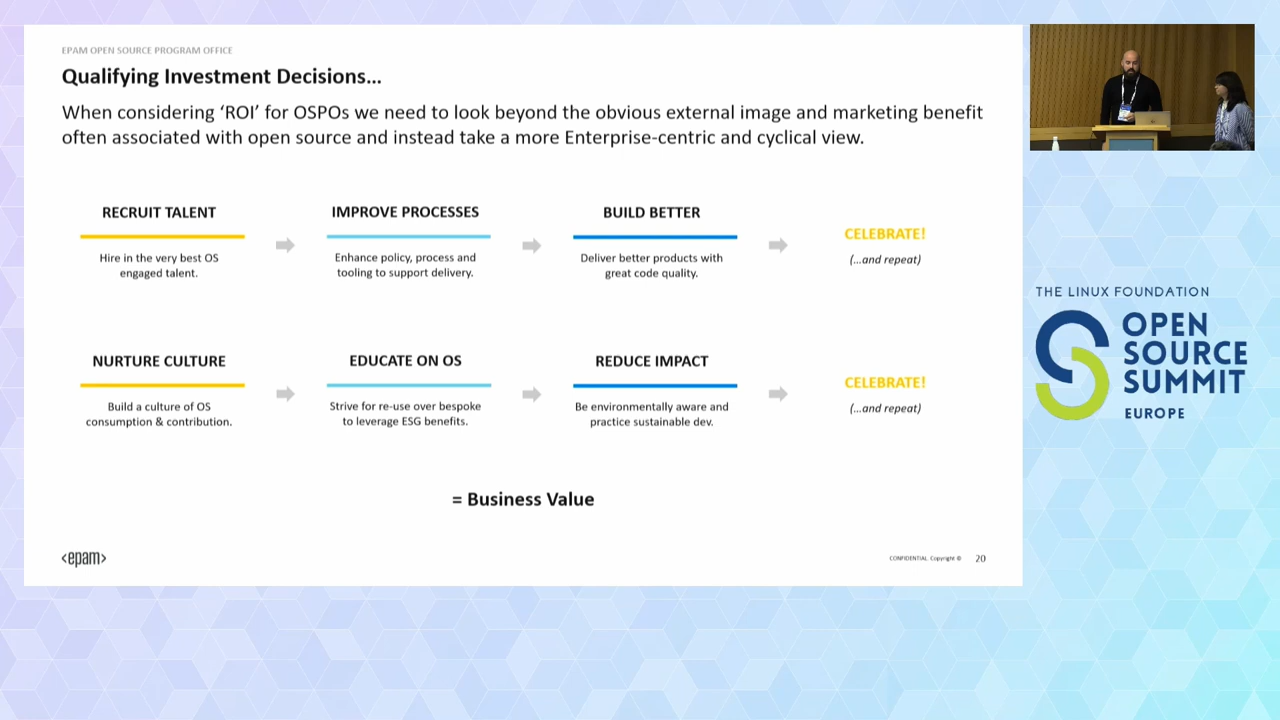 EPAM OPEN SOURCE PROGRAM OFFICE
Qualifying Investment Decisions...
When considering ‘ROI’ for OSPOs we need to look beyond the obvious external image and marketing benefit
often associated with open source and instead take a more Enterprise-centric and cyclical view.
RECRUIT TALENT
Hire in the very best OS
engaged talent.
IMPROVE PROCESSES
Enhance policy, process and
tooling to support delivery.
BUILD BETTER
Deliver better products with
great code quality.
CELEBRATE!
(...and repeat)
NURTURE CULTURE
Build a culture of OS
consumption & contribution.
EDUCATE ON OS
Strive for re-use over bespoke
to leverage ESG benefits.
REDUCE IMPACT
Be environmentally aware and
practice sustainable dev.
CELEBRATE!
(...and repeat)
= Business Value
<epam>
CONFIDENTIAL Copyright © 20
THE LINUX FOUNDATION
OPEN
SOURCE
SUMMIT
EUROPE